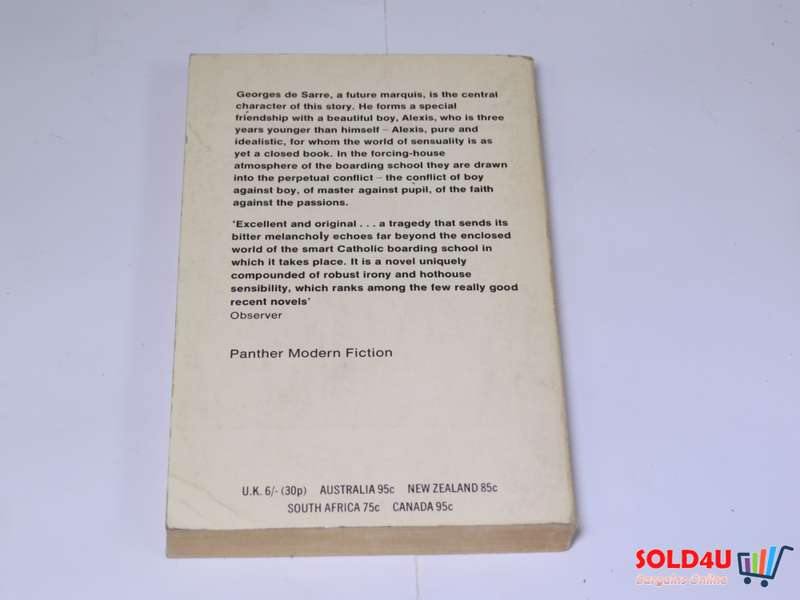 Georges de Sarre, a future marquis, is the central
character of this story. He forms a special
friendship with a beautiful boy, Alexis, who is three
years younger than himself – Alexis, pure and
idealistic, for whom the world of sensuality is as
yet a closed book. In the forcing-house
atmosphere of the boarding school they are drawn
into the perpetual conflict – the conflict of boy
against boy, of master against pupil, of the faith
against the passions.
'Excellent and original . . . a tragedy that sends its
bitter melancholy echoes far beyond the enclosed
world of the smart Catholic boarding school in
which it takes place. It is a novel uniquely
compounded of robust irony and hothouse
sensibility, which ranks among the few really good
recent novels'
Observer
Panther Modern Fiction
U.K. 6/- (30p) AUSTRALIA 95c NEW ZEALAND 85c
SOUTH AFRICA 75c CANADA 95c
SOLD4U
Bargains Online